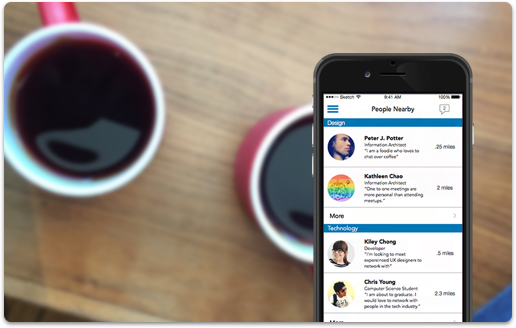 Sketch
9:41 AM
100%
People Nearby
2
Design
Peter J. Potter
Information Architect
"I am a foodie who loves to
chat over coffee"
.25 miles
Kathleen Chao
Information Architect
"One to one-meetings are
more personal than attending
meetups."
2 miles
More
Technology
Kiley Chong
Developer
"I'm looking to meet
expereinced UX designers to
network with"
.5 miles
Chris Young
Computer Science Student
"I am about to graduate. I
would love to network with
people in the tech industry."
2.3 miles
More